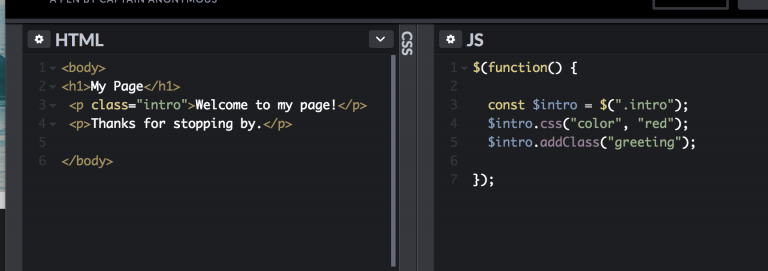 A PEN BY CAPTAIN ANONYMOUS
HTML
1 <body>
2 <h1>My Page</h1>
3 <p class="intro">Welcome to my page!</p>
4 <p>Thanks for stopping by.</p>
5
6 </body>
CSS
JS
1 $(function() {
2
3 const $intro = $(".intro");
4 $intro.css("color", "red");
5 $intro.addClass("greeting");
6
7 });